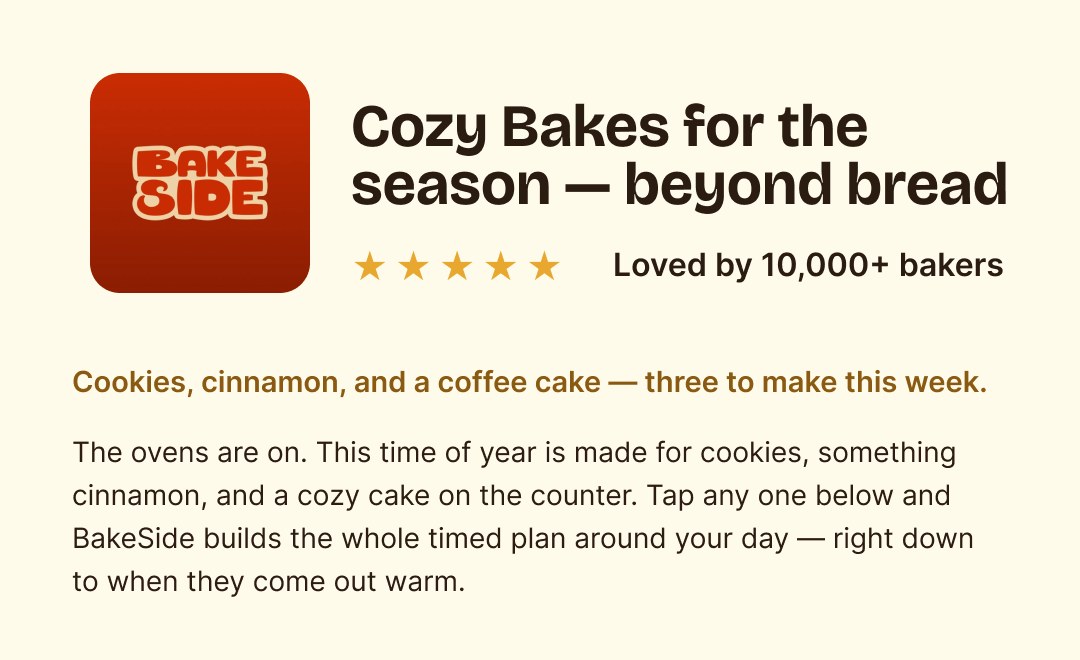 BAKE
SIDE
Cozy Bakes for the
season — beyond bread
★★★★★ Loved by 10,000+ bakers
Cookies, cinnamon, and a coffee cake — three to make this week.
The ovens are on. This time of year is made for cookies, something
cinnamon, and a cozy cake on the counter. Tap any one below and
BakeSide builds the whole timed plan around your day — right down
to when they come out warm.